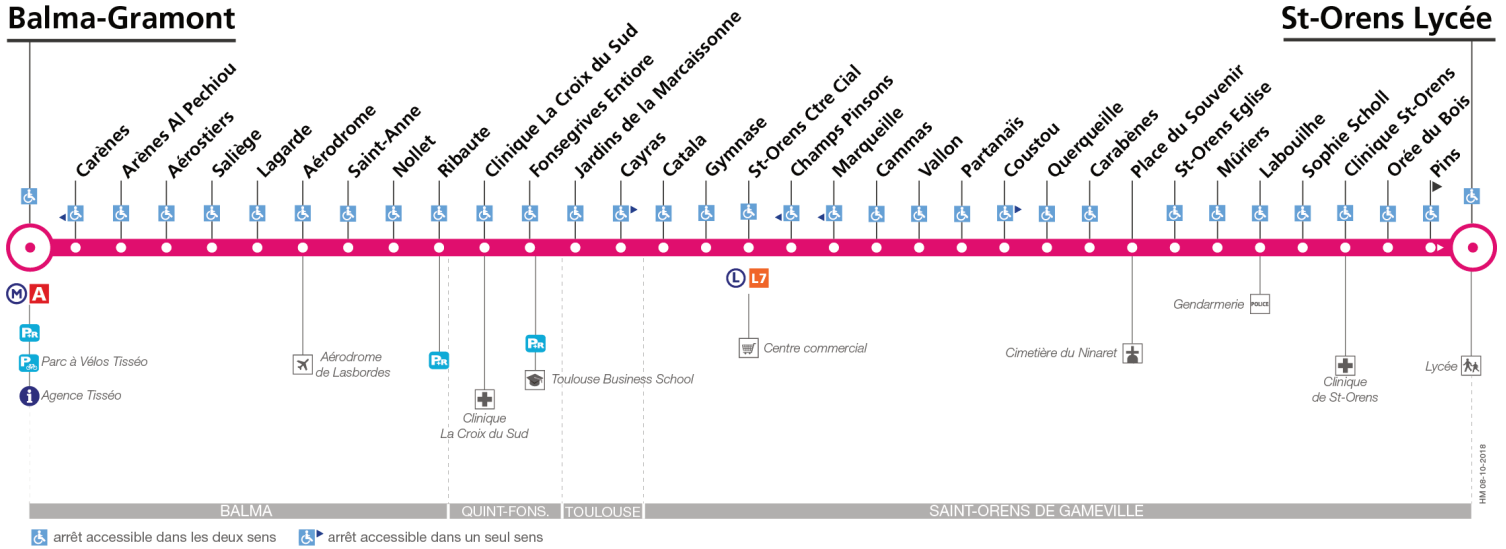 Balma-Gramont
St-Orens Lycée
Carènes
Arènes Al Pechiou
Aérostiers
Saliège
Lagarde
Aérodrome
Saint-Anne
Nollet
Ribaute
Clinique La Croix du Sud
Fonsegrives Entiore
Jardins de la Marcaissonne
Cayras
Catala
Gymnase
St-Orens Ctre Cial
Champs Pinsons
Marqueille
Cammas
Vallon
Partanaïs
Coustou
Querqueille
Carabènes
Place du Souvenir
St-Orens Eglise
Mûriers
Labouilhe
Sophie Scholl
Clinique St-Orens
Orée du Bois
Pins
M A
P+R
Parc à Vélos Tisséo
i Agence Tisséo
Aérodrome
de Lasbordes
P+R
Clinique
La Croix du Sud
P+R
Toulouse Business School
L L7
Centre commercial
Cimetière du Ninaret
Gendarmerie POLICE
Clinique
de St-Orens
Lycée
HM 08-10-2018
BALMA
QUINT-FONS.
TOULOUSE
SAINT-ORENS DE GAMEVILLE
arrêt accessible dans les deux sens
arrêt accessible dans un seul sens